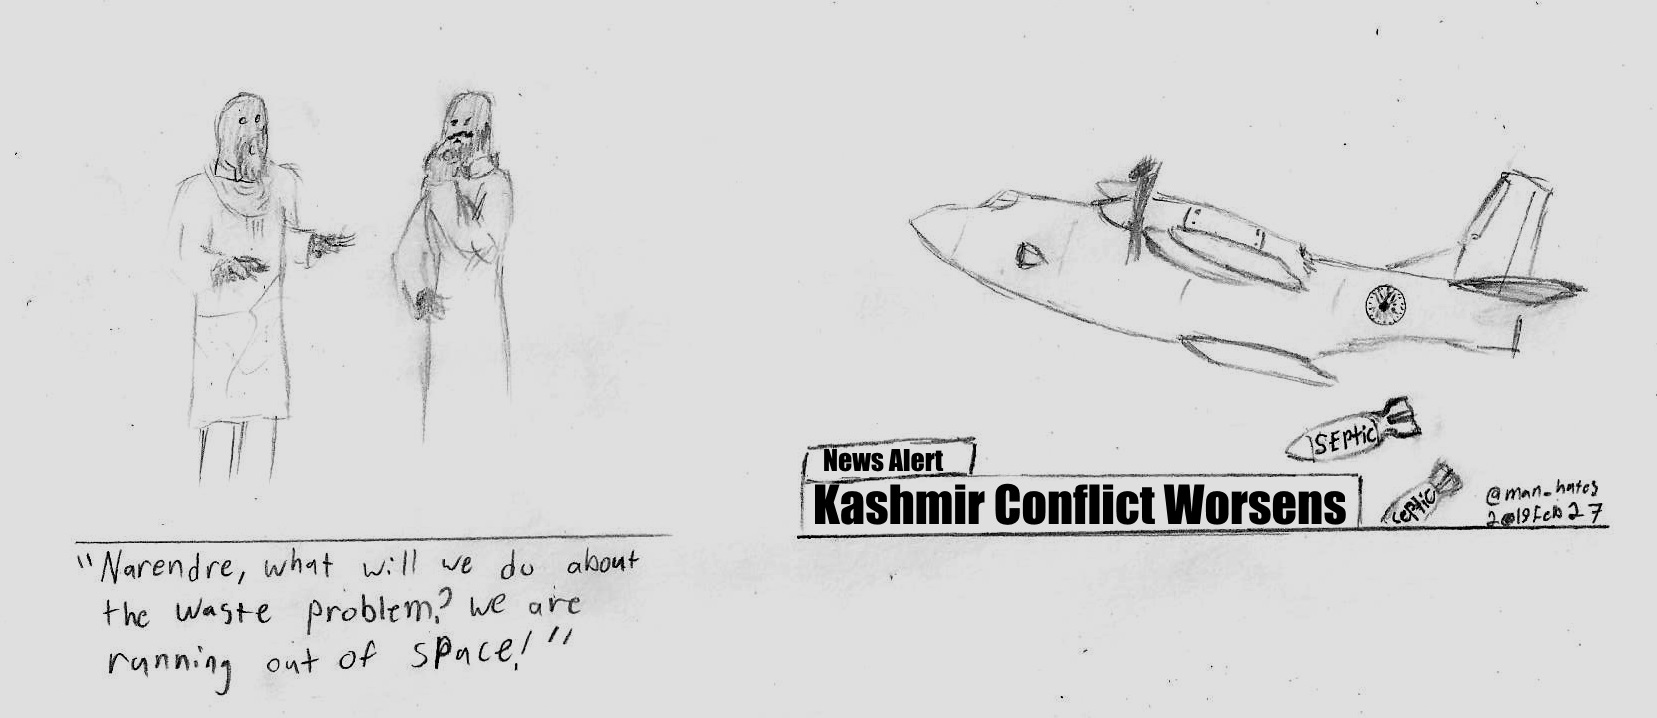 "Narendre, what will we do about
the waste problem? we are
running out of space!"
SEPtic
septic
News Alert
Kashmir Conflict Worsens
@man_hates
2019Feb27